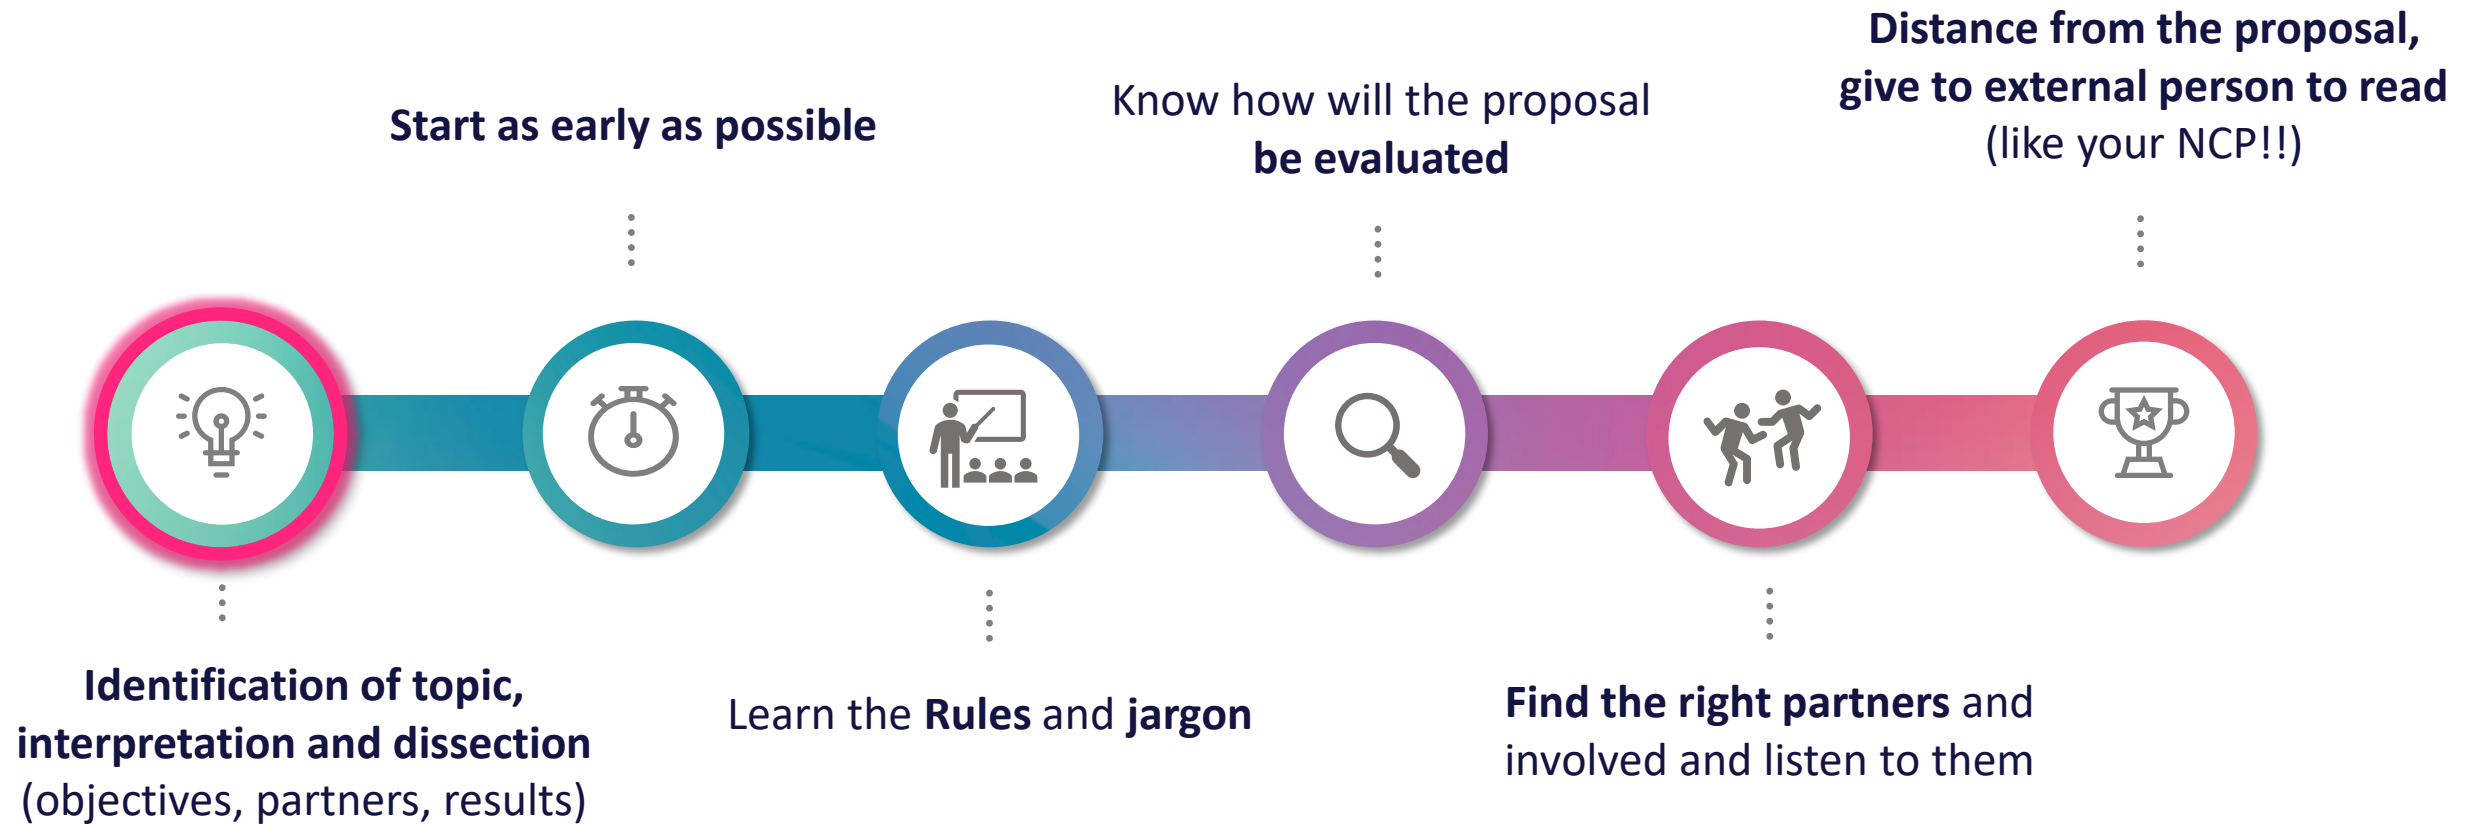 Identification of topic,
interpretation and dissection
(objectives, partners, results)
Start as early as possible
Learn the Rules and jargon
Know how will the proposal
be evaluated
Find the right partners and
involved and listen to them
Distance from the proposal,
give to external person to read
(like your NCP!!)